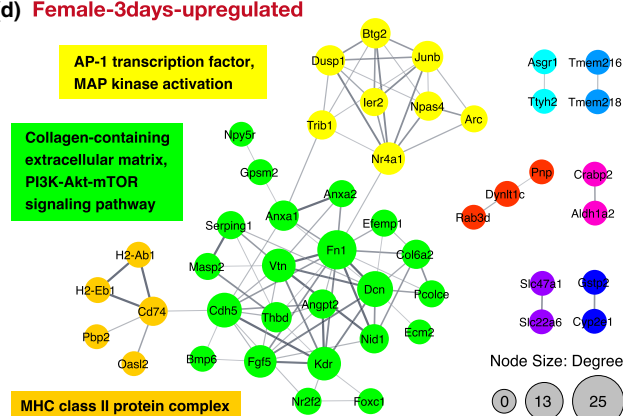 (d) Female-3days-upregulated
AP-1 transcription factor,
MAP kinase activation
Collagen-containing
extracellular matrix,
PI3K-Akt-mTOR
signaling pathway
MHC class II protein complex
Btg2
Dusp1
Junb
Ier2
Npas4
Arc
Trib1
Nr4a1
Npy5r
Gpsm2
Anxa2
Anxa1
Efemp1
Serping1
Fn1
Col6a2
Masp2
Vtn
Dcn
Pcolce
Angpt2
Cdh5
Thbd
Nid1
Ecm2
Bmp6
Fgf5
Kdr
Nr2f2
Foxc1
H2-Ab1
H2-Eb1
Cd74
Pbp2
Oasl2
Asgr1
Ttyh2
Tmem216
Tmem218
Pnp
Dynlt1c
Rab3d
Crabp2
Aldh1a2
Slc47a1
Slc22a6
Cyp2e1
Node Size: Degree
0
13
25